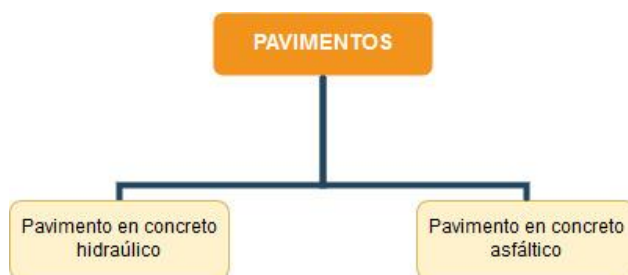 PAVIMENTOS
Pavimento en concreto
hidraúlico
Pavimento en concreto
asfáltico